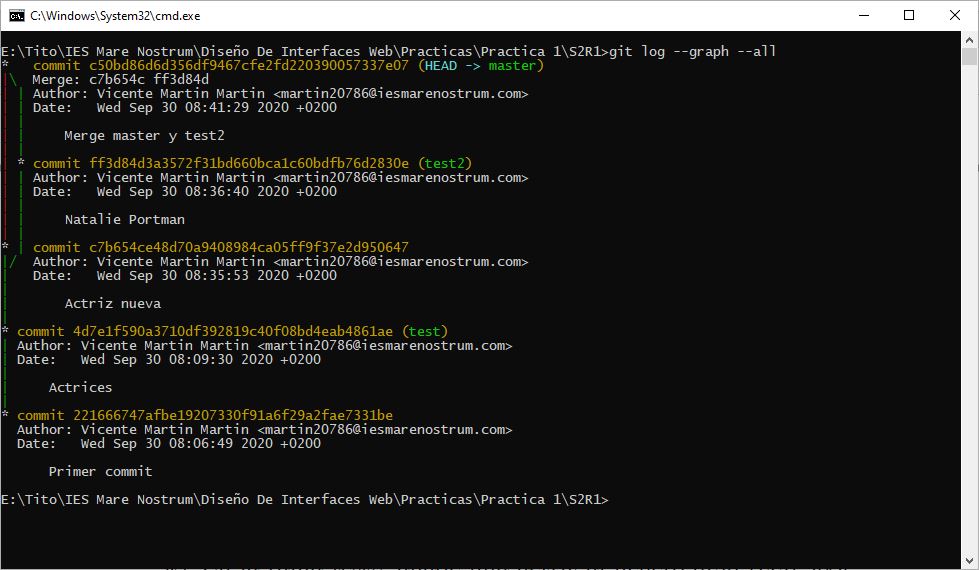 C:\Windows\System32\cmd.exe
E:\Tito\IES Mare Nostrum\Diseño De Interfaces Web\Practicas\Practica 1\S2R1>git log --graph --all
*   commit c50bd86d6d356df9467cfe2fd220390057337e07 (HEAD -> master)
|\  Merge: c7b654c ff3d84d
| | Author: Vicente Martin Martin <martin20786@iesmarenostrum.com>
| | Date:   Wed Sep 30 08:41:29 2020 +0200
| |
| |     Merge master y test2
| |
| * commit ff3d84d3a3572f31bd660bca1c60bdfb76d2830e (test2)
| | Author: Vicente Martin Martin <martin20786@iesmarenostrum.com>
| | Date:   Wed Sep 30 08:36:40 2020 +0200
| |
| |     Natalie Portman
| |
* | commit c7b654ce48d70a9408984ca05ff9f37e2d950647
|/  Author: Vicente Martin Martin <martin20786@iesmarenostrum.com>
|   Date:   Wed Sep 30 08:35:53 2020 +0200
|
|       Actriz nueva
|
* commit 4d7e1f590a3710df392819c40f08bd4eab4861ae (test)
| Author: Vicente Martin Martin <martin20786@iesmarenostrum.com>
| Date:   Wed Sep 30 08:09:30 2020 +0200
|
|     Actrices
|
* commit 221666747afbe19207330f91a6f29a2fae7331be
  Author: Vicente Martin Martin <martin20786@iesmarenostrum.com>
  Date:   Wed Sep 30 08:06:49 2020 +0200

      Primer commit

E:\Tito\IES Mare Nostrum\Diseño De Interfaces Web\Practicas\Practica 1\S2R1>